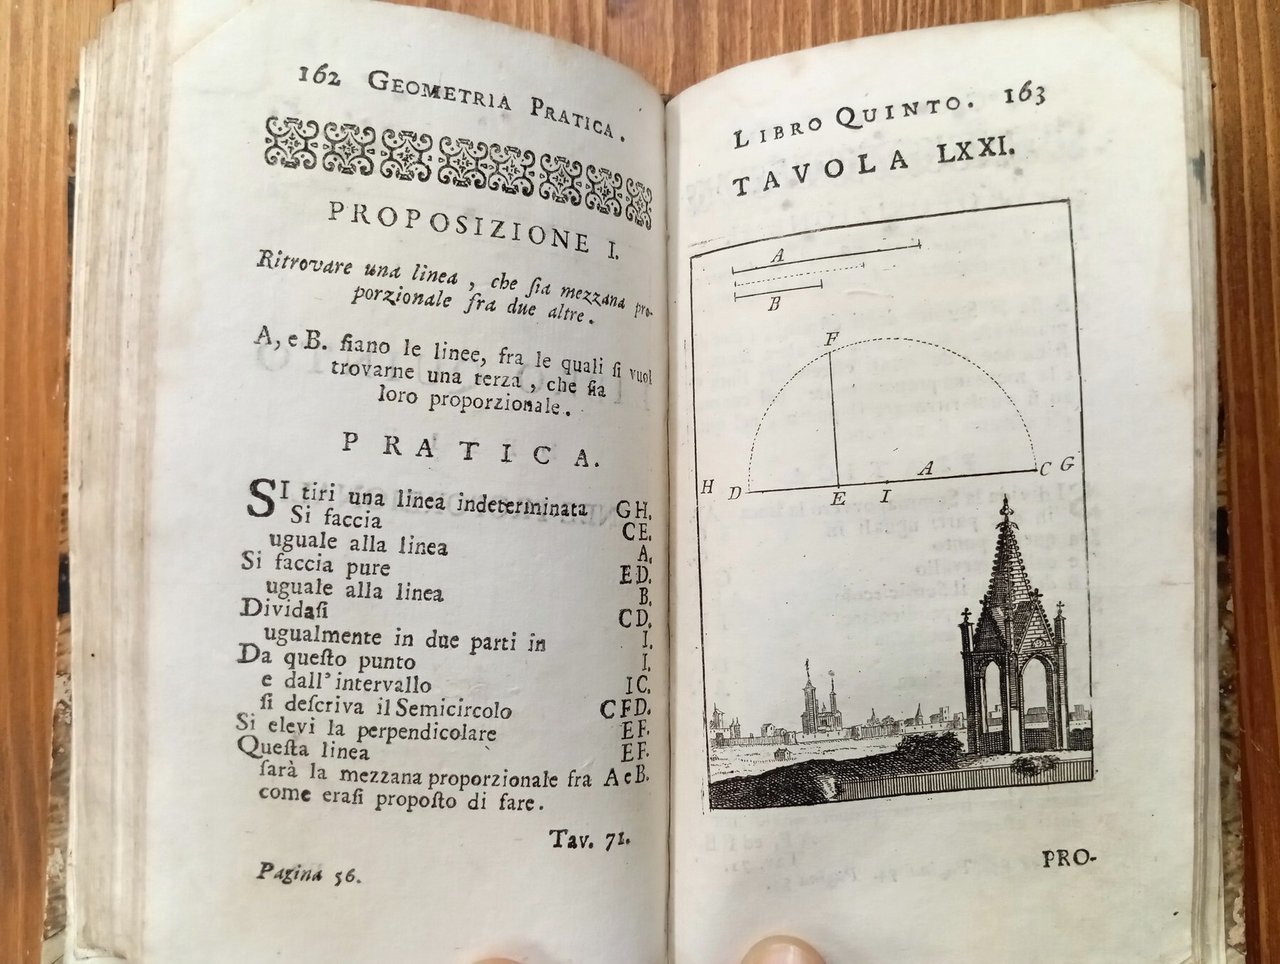 162 GEOMETRIA PRATICA.
PROPOSIZIONE I.
Ritrovare una linea, che ſia mezzana pro-
porzionale fra due altre.
A, e B. ſiano le linee, fra le quali ſi vuol
trovarne una terza, che ſia
loro proporzionale.
PRATICA.
SI tiri una linea indeterminata GH.
Si faccia CE.
uguale alla linea A.
Si faccia pure ED.
uguale alla linea B.
Dividaſi CD.
ugualmente in due parti in I.
Da queſto punto I.
e dall'intervallo IC.
ſi deſcriva il Semicircolo CFD.
Si elevi la perpendicolare EF.
Queſta linea EF.
ſarà la mezzana proporzionale fra A e B.
come eraſi propoſto di fare.
Tav. 71.
Pagina 56.
LIBRO QUINTO. 163
TAVOLA LXXI.
A
B
F
H D E I A C G
PRO-